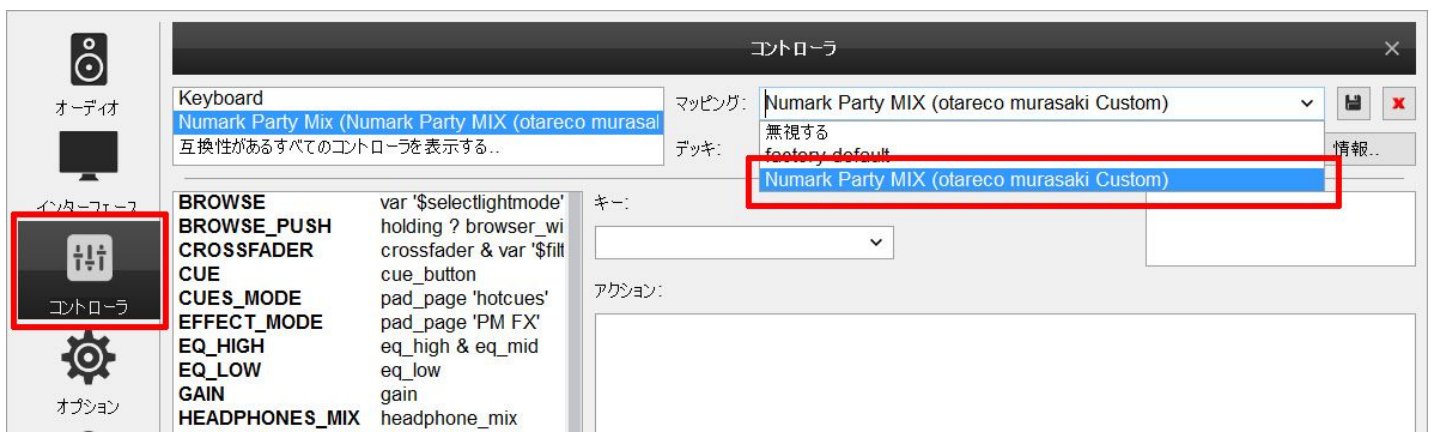 コントローラ
オーディオ
インターフェース
コントローラ
オプション
Keyboard
Numark Party Mix (Numark Party MIX (otareco murasal
互換性があるすべてのコントローラを表示する..
マッピング:
Numark Party MIX (otareco murasaki Custom)
無視する
factory default
Numark Party MIX (otareco murasaki Custom)
デッキ:
情報..
BROWSE var '$selectlightmode'
BROWSE_PUSH holding ? browser_wi
CROSSFADER crossfader & var '$filt
CUE cue_button
CUES_MODE pad_page 'hotcues'
EFFECT_MODE pad_page 'PM FX'
EQ_HIGH eq_high & eq_mid
EQ_LOW eq_low
GAIN gain
HEADPHONES_MIX headphone_mix
キー:
アクション: